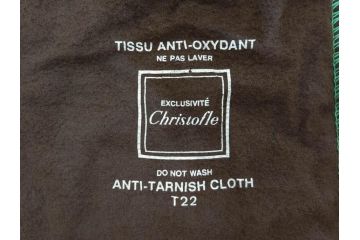 TISSU ANTI-OXYDANT
NE PAS LAVER
EXCLUSIVITÉ
Christofle
DO NOT WASH
ANTI-TARNISH CLOTH
T22